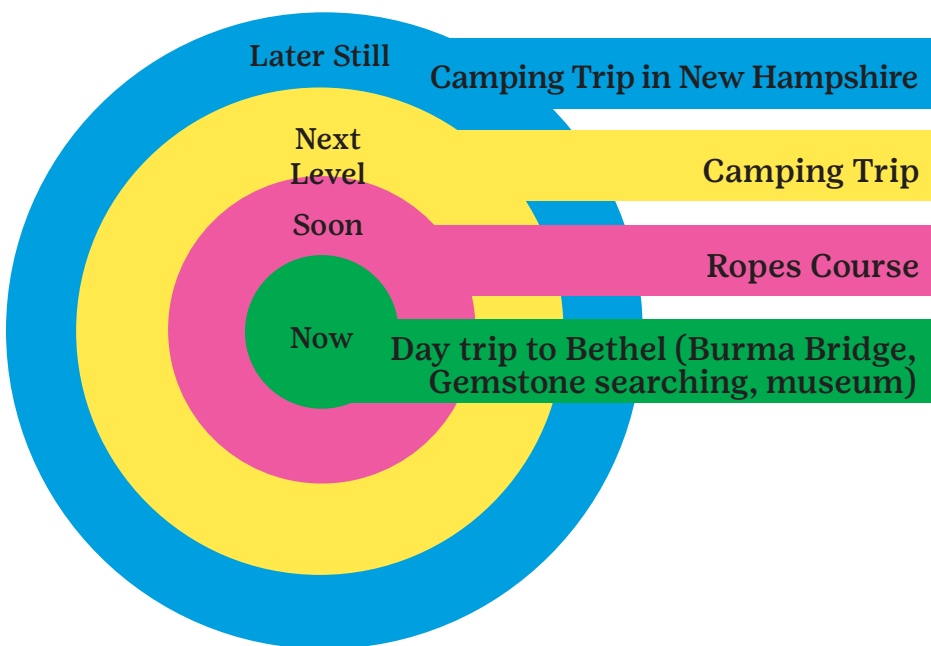 Later Still
Camping Trip in New Hampshire
Next
Level
Camping Trip
Soon
Ropes Course
Now
Day trip to Bethel (Burma Bridge,
Gemstone searching, museum)